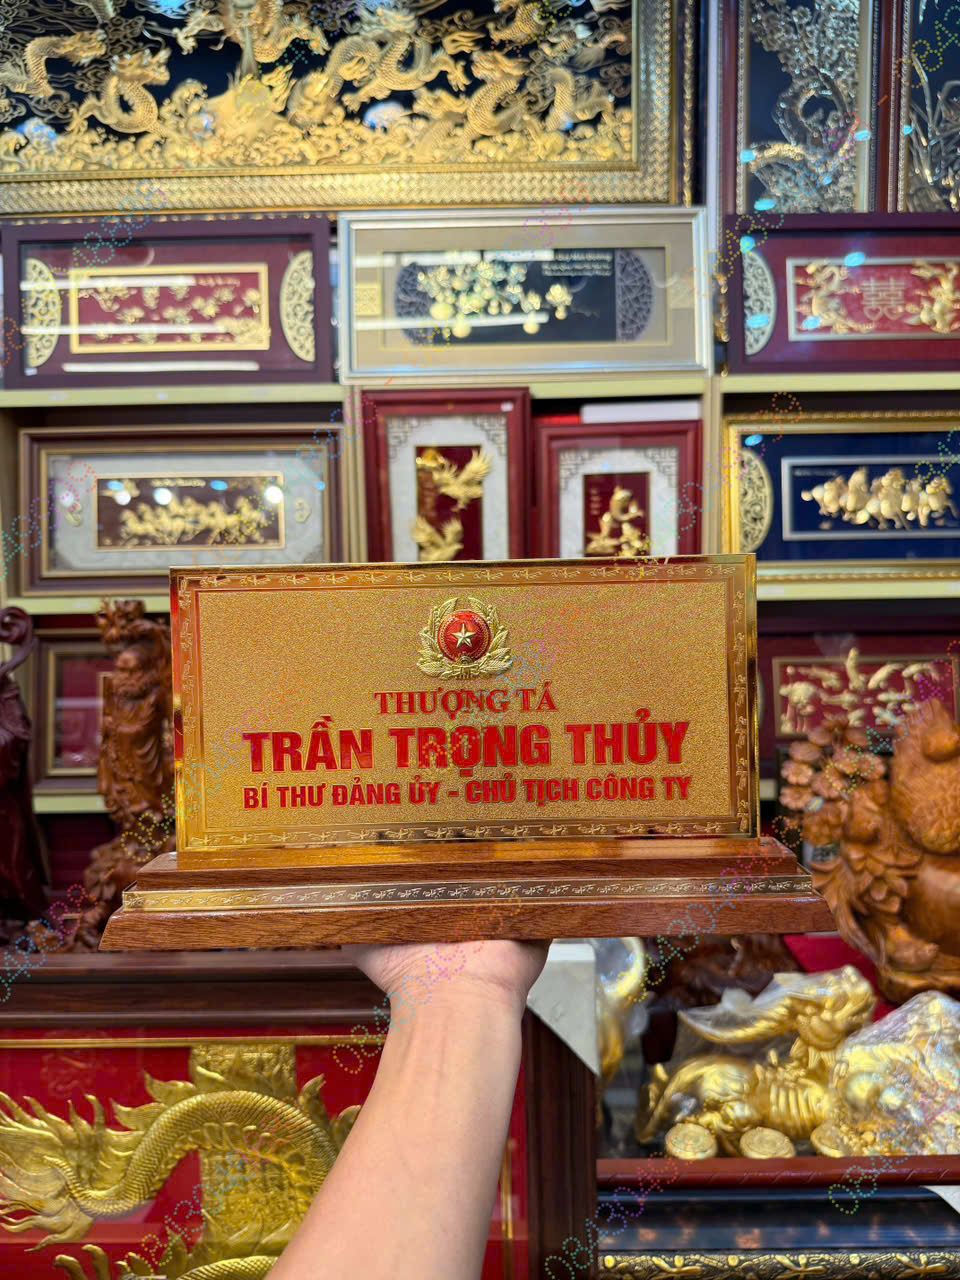 THƯỢNG TÁ
TRẦN TRỌNG THỦY
BÍ THƯ ĐẢNG ỦY - CHỦ TỊCH CÔNG TY